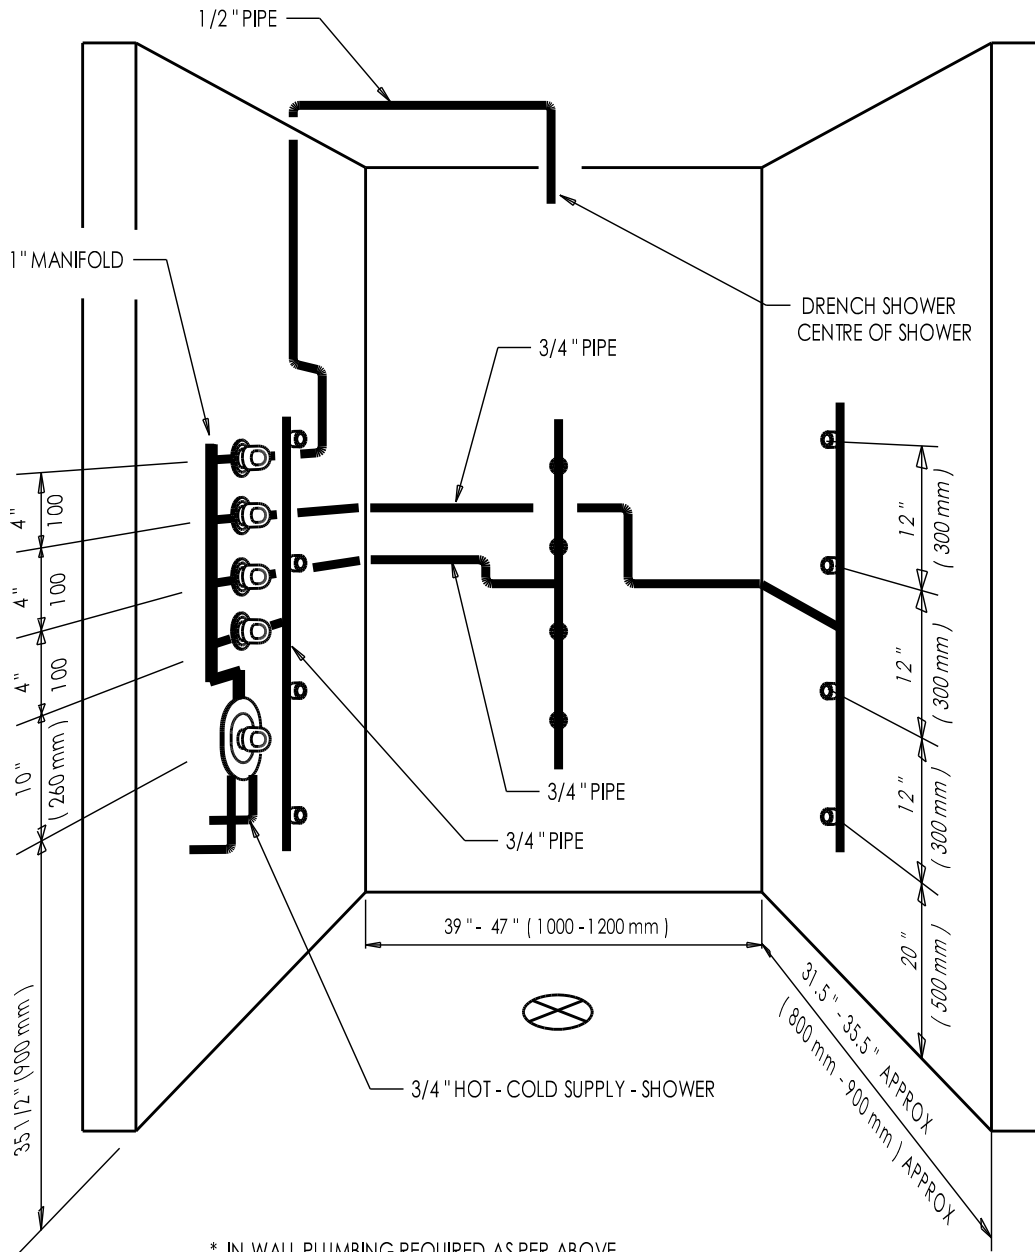 1/2 " PIPE
1" MANIFOLD
DRENCH SHOWER
CENTRE OF SHOWER
3/4 " PIPE
4"
100
4"
100
4"
100
10"
( 260 mm )
35 1 / 2" (900 mm )
12 "
( 300 mm )
12 "
( 300 mm )
12 "
( 300 mm )
20 "
( 500 mm )
3/4 " PIPE
3/4 " PIPE
39 " - 47 " ( 1000 - 1200 mm )
31.5 " - 35.5 " APPROX
( 800 mm - 900 mm ) APPROX
3/4 " HOT - COLD SUPPLY - SHOWER
* IN WALL PLUMBING REQUIRED AS PER ABOVE